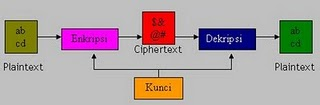 ab
cd
Plaintext
Enkripsi
$&
@#
Ciphertext
Dekripsi
ab
cd
Plaintext
Kunci